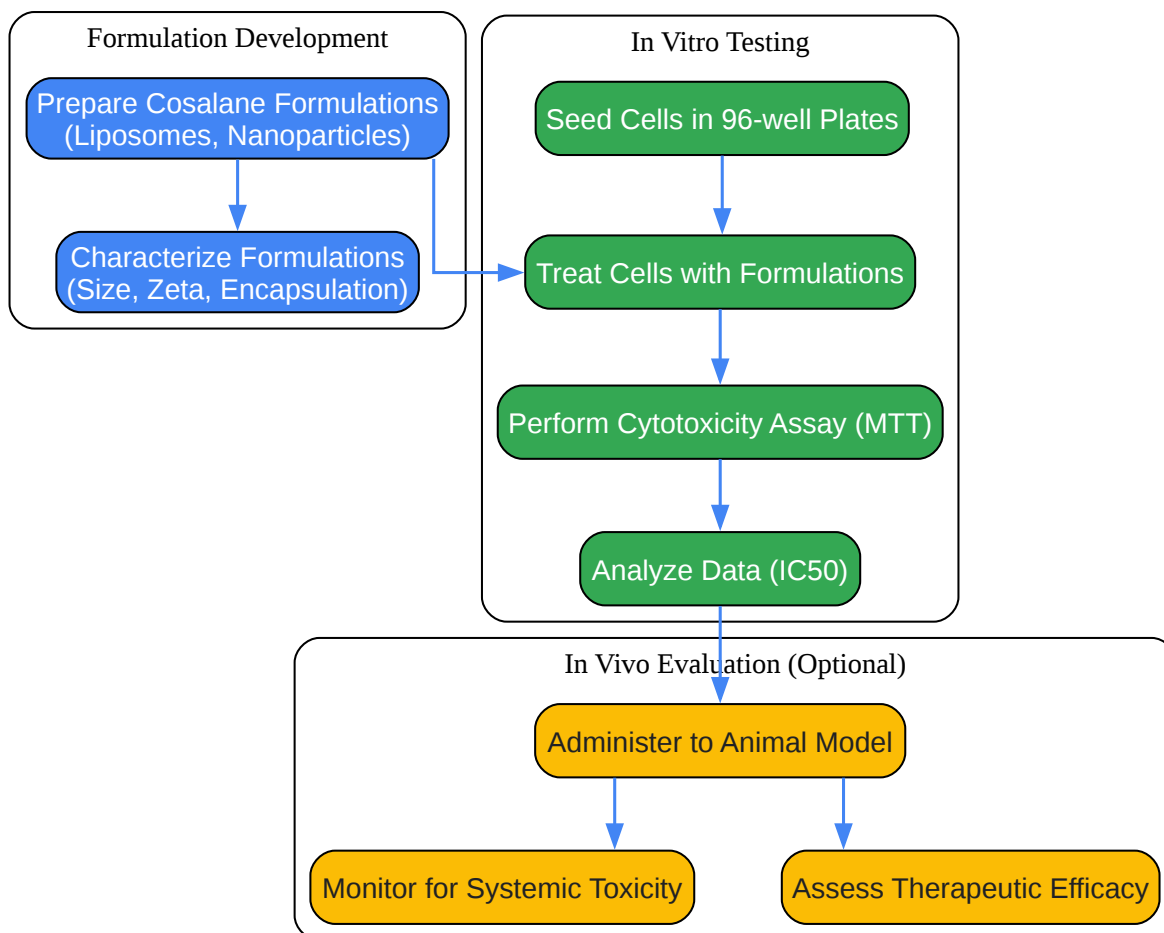 Formulation Development
Prepare Cosalane Formulations
(Liposomes, Nanoparticles)
Characterize Formulations
(Size, Zeta, Encapsulation)
In Vitro Testing
Seed Cells in 96-well Plates
Treat Cells with Formulations
Perform Cytotoxicity Assay (MTT)
Analyze Data (IC50)
In Vivo Evaluation (Optional)
Administer to Animal Model
Monitor for Systemic Toxicity
Assess Therapeutic Efficacy